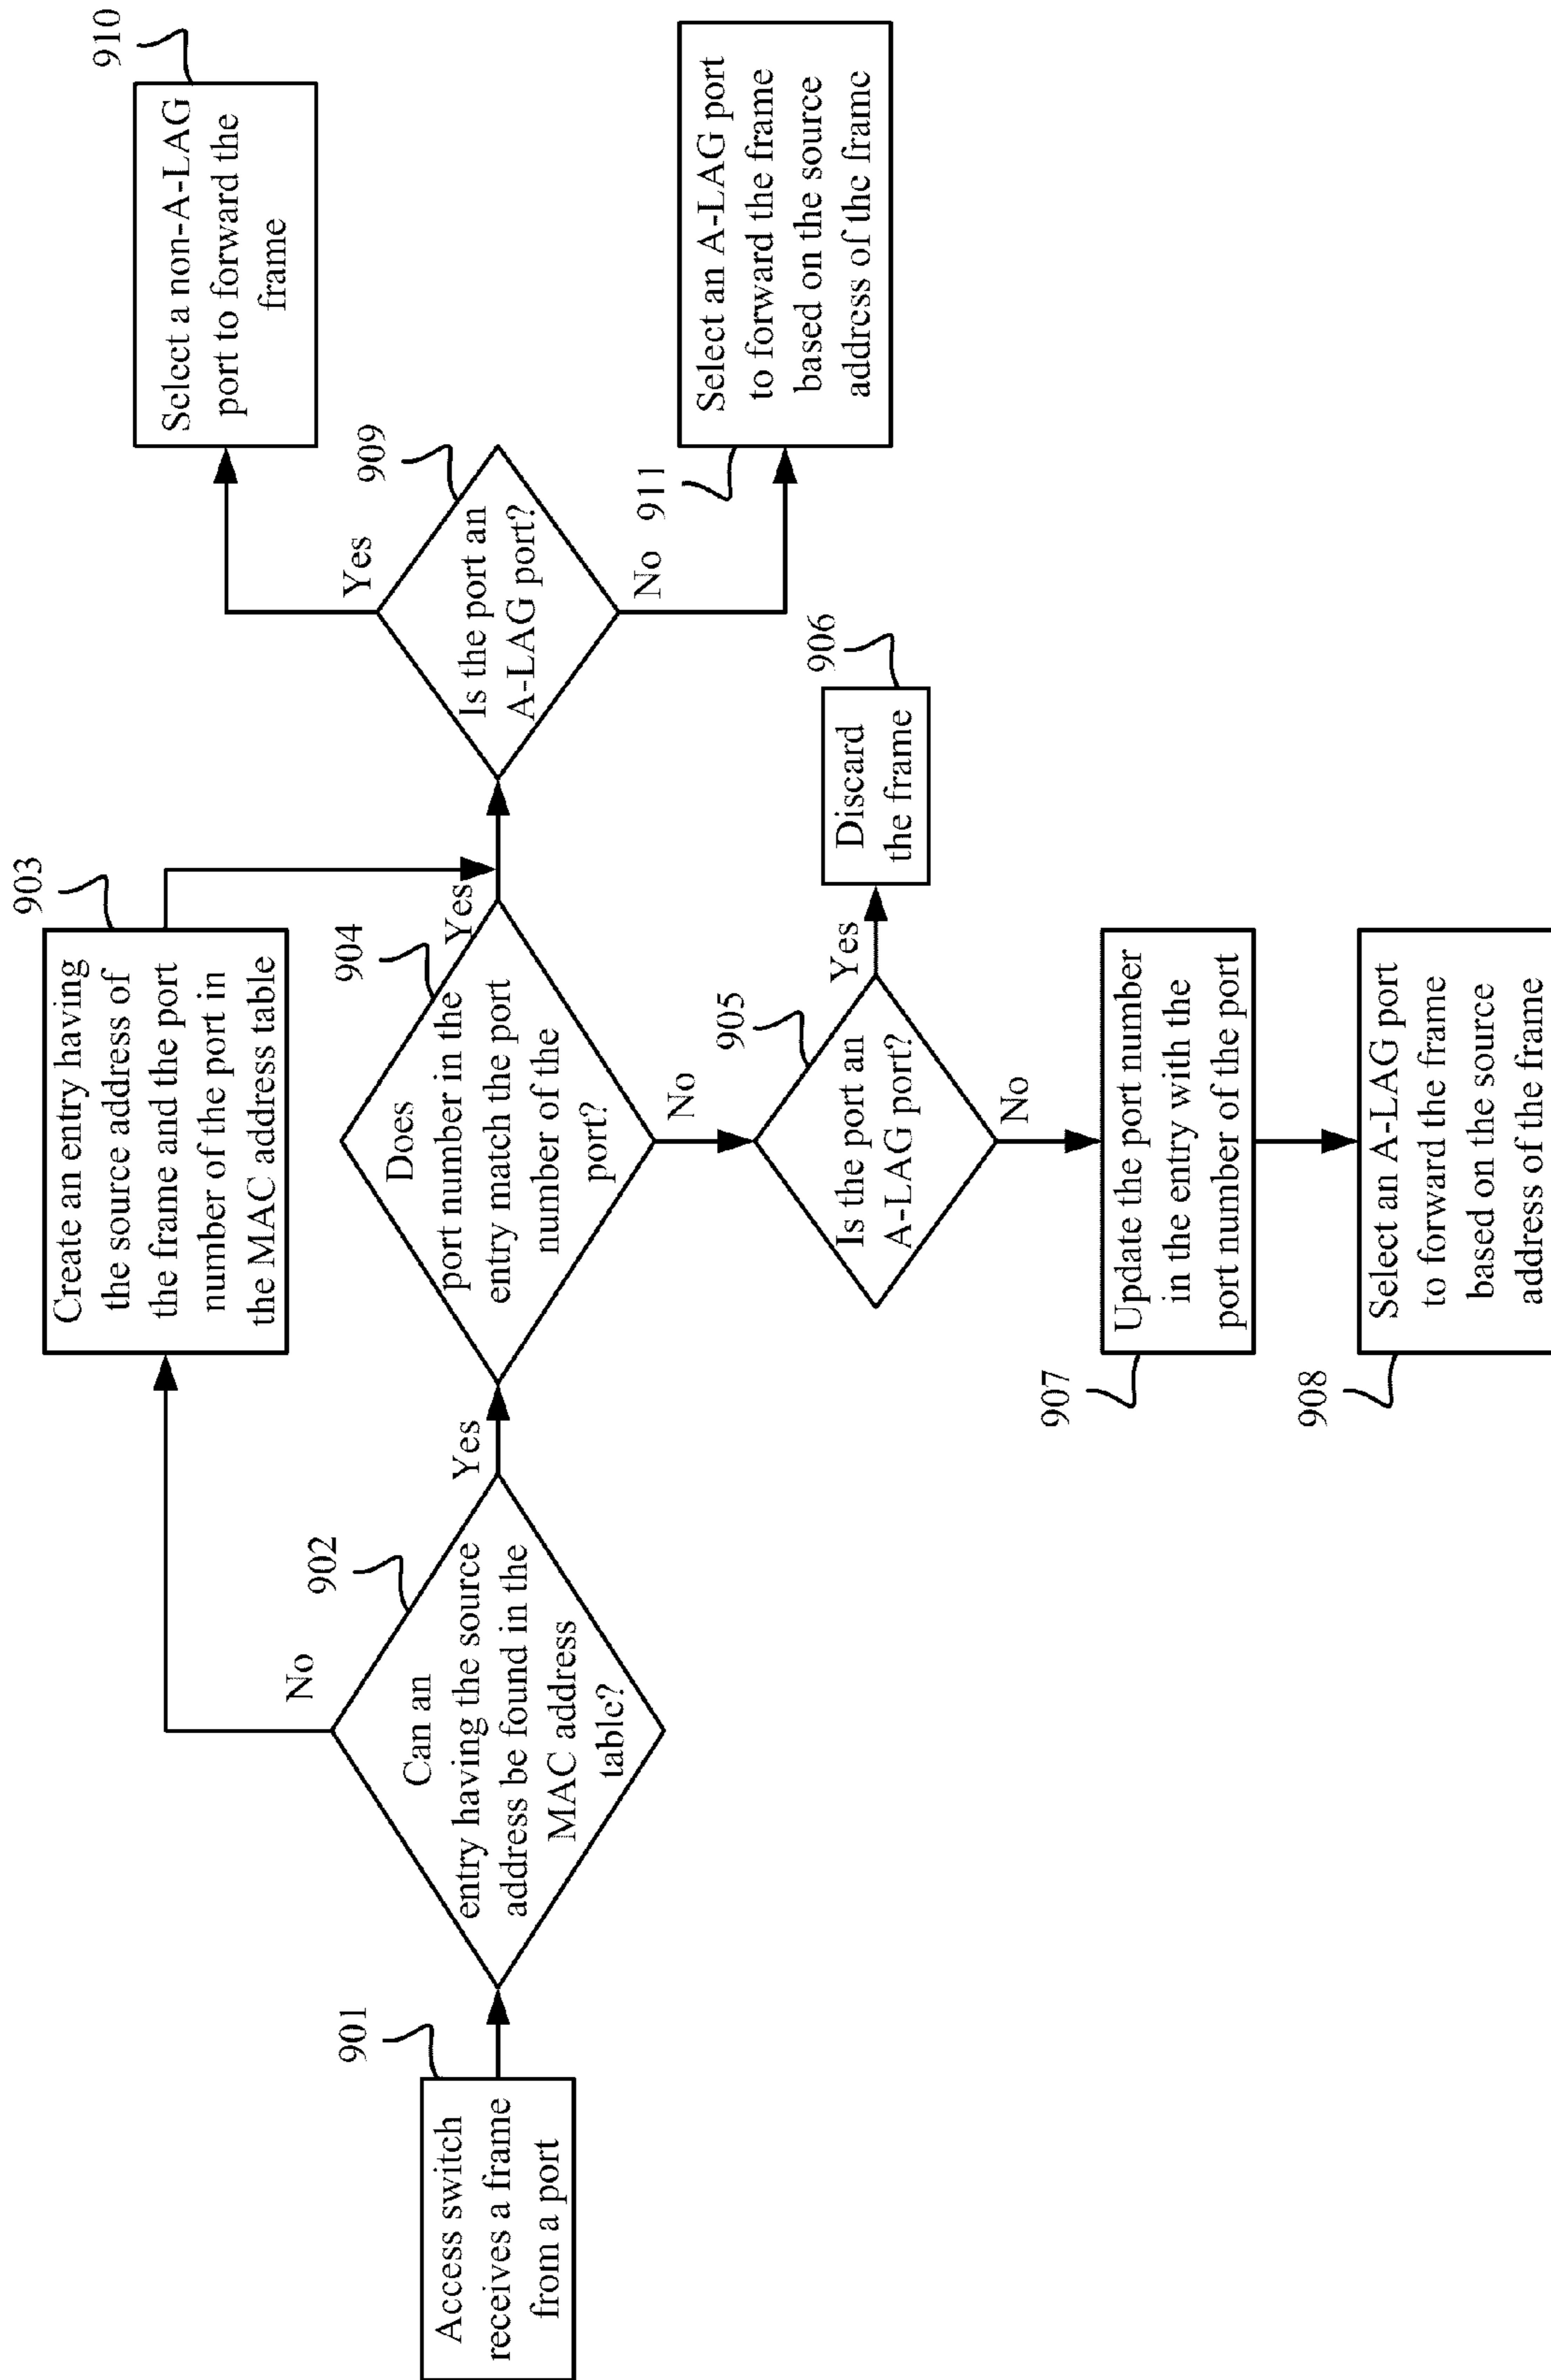 901
Access switch
receives a frame
from a port
902
Can an
entry having the source
address be found in the
MAC address
table?
No
Yes
903
Create an entry having
the source address of
the frame and the port
number of the port in
the MAC address table
904
Does
port number in the
entry match the port
number of the
port?
Yes
No
905
Is the port an
A-LAG port?
Yes
No
906
Discard
the frame
907
Update the port number
in the entry with the
port number of the port
908
Select an A-LAG port
to forward the frame
based on the source
address of the frame
909
Is the port an
A-LAG port?
Yes
No
910
Select a non-A-LAG
port to forward the
frame
911
Select an A-LAG port
to forward the frame
based on the source
address of the frame